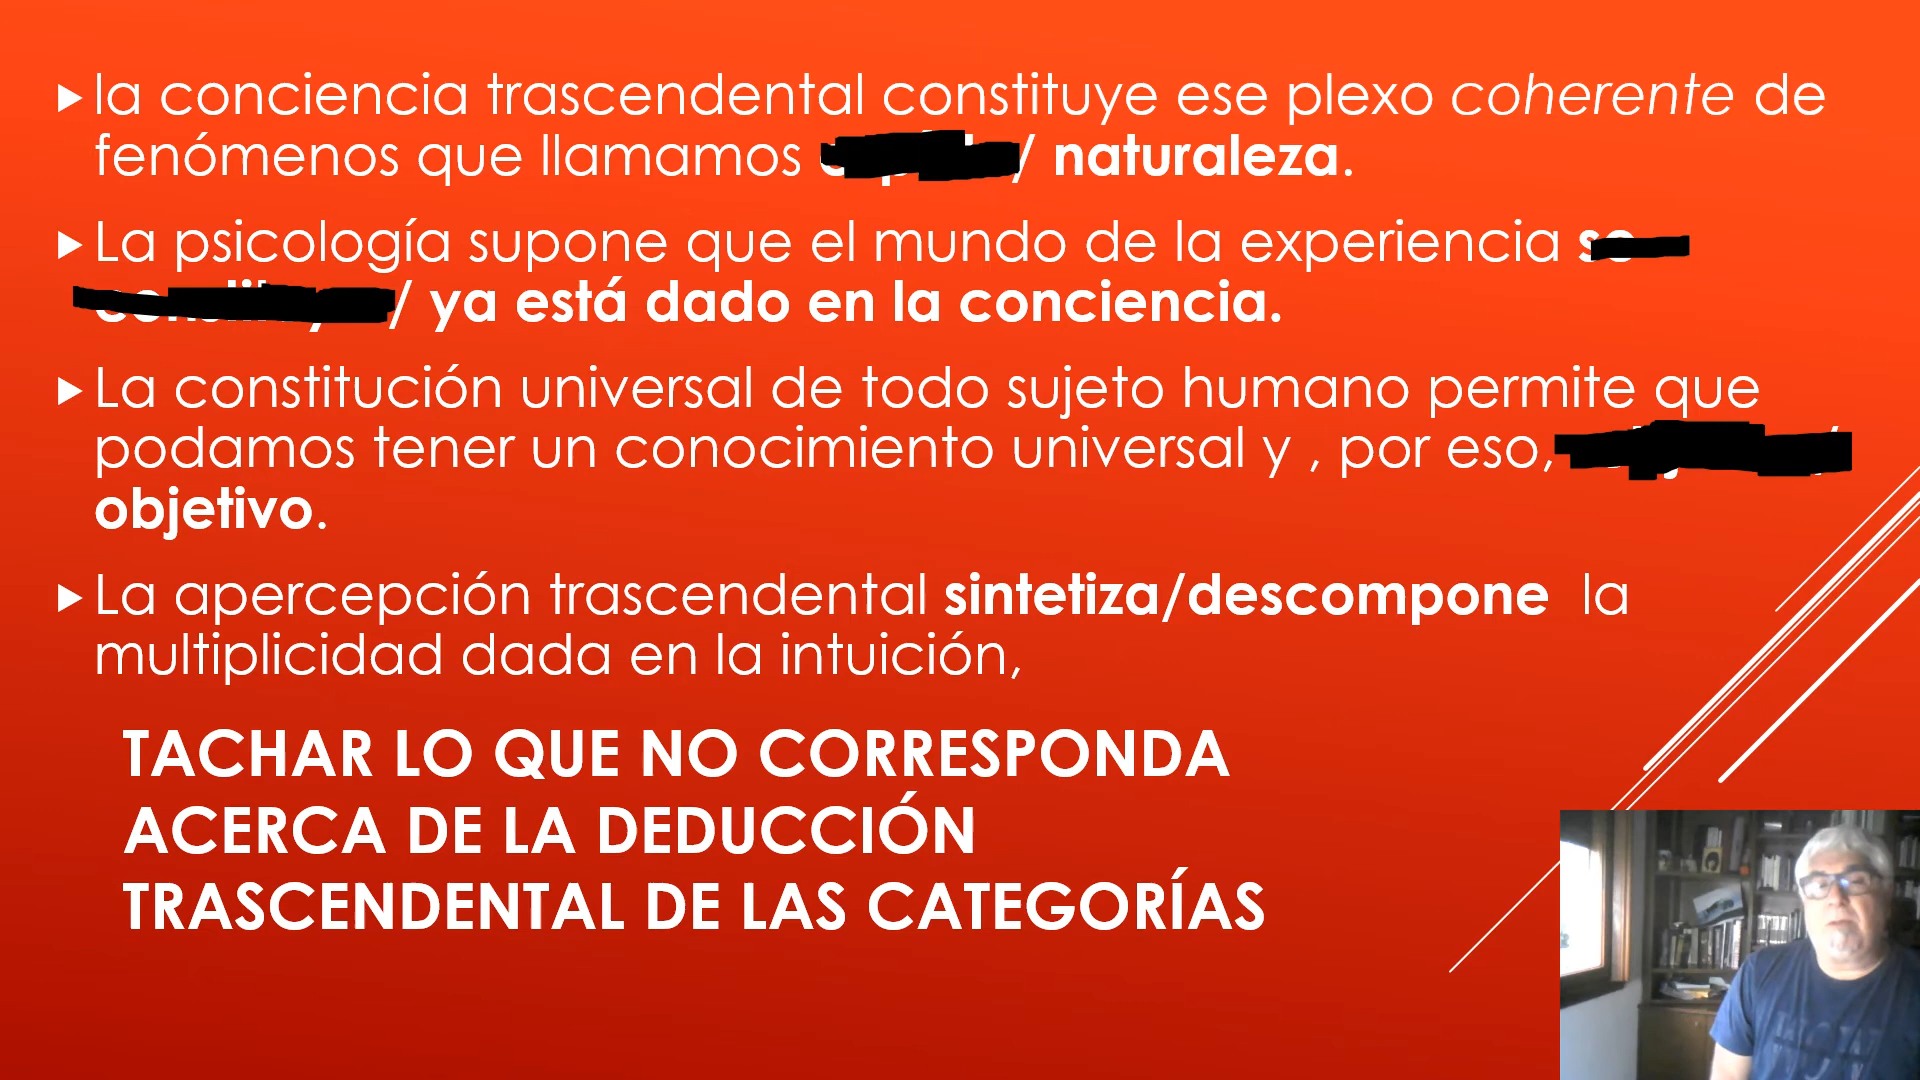 la conciencia trascendental constituye ese plexo coherente de
fenómenos que llamamos / naturaleza.
La psicología supone que el mundo de la experiencia se
/ ya está dado en la conciencia.
La constitución universal de todo sujeto humano permite que
podamos tener un conocimiento universal y , por eso,
objetivo.
La apercepción trascendental sintetiza/descompone la
multiplicidad dada en la intuición,
TACHAR LO QUE NO CORRESPONDA
ACERCA DE LA DEDUCCIÓN
TRASCENDENTAL DE LAS CATEGORÍAS